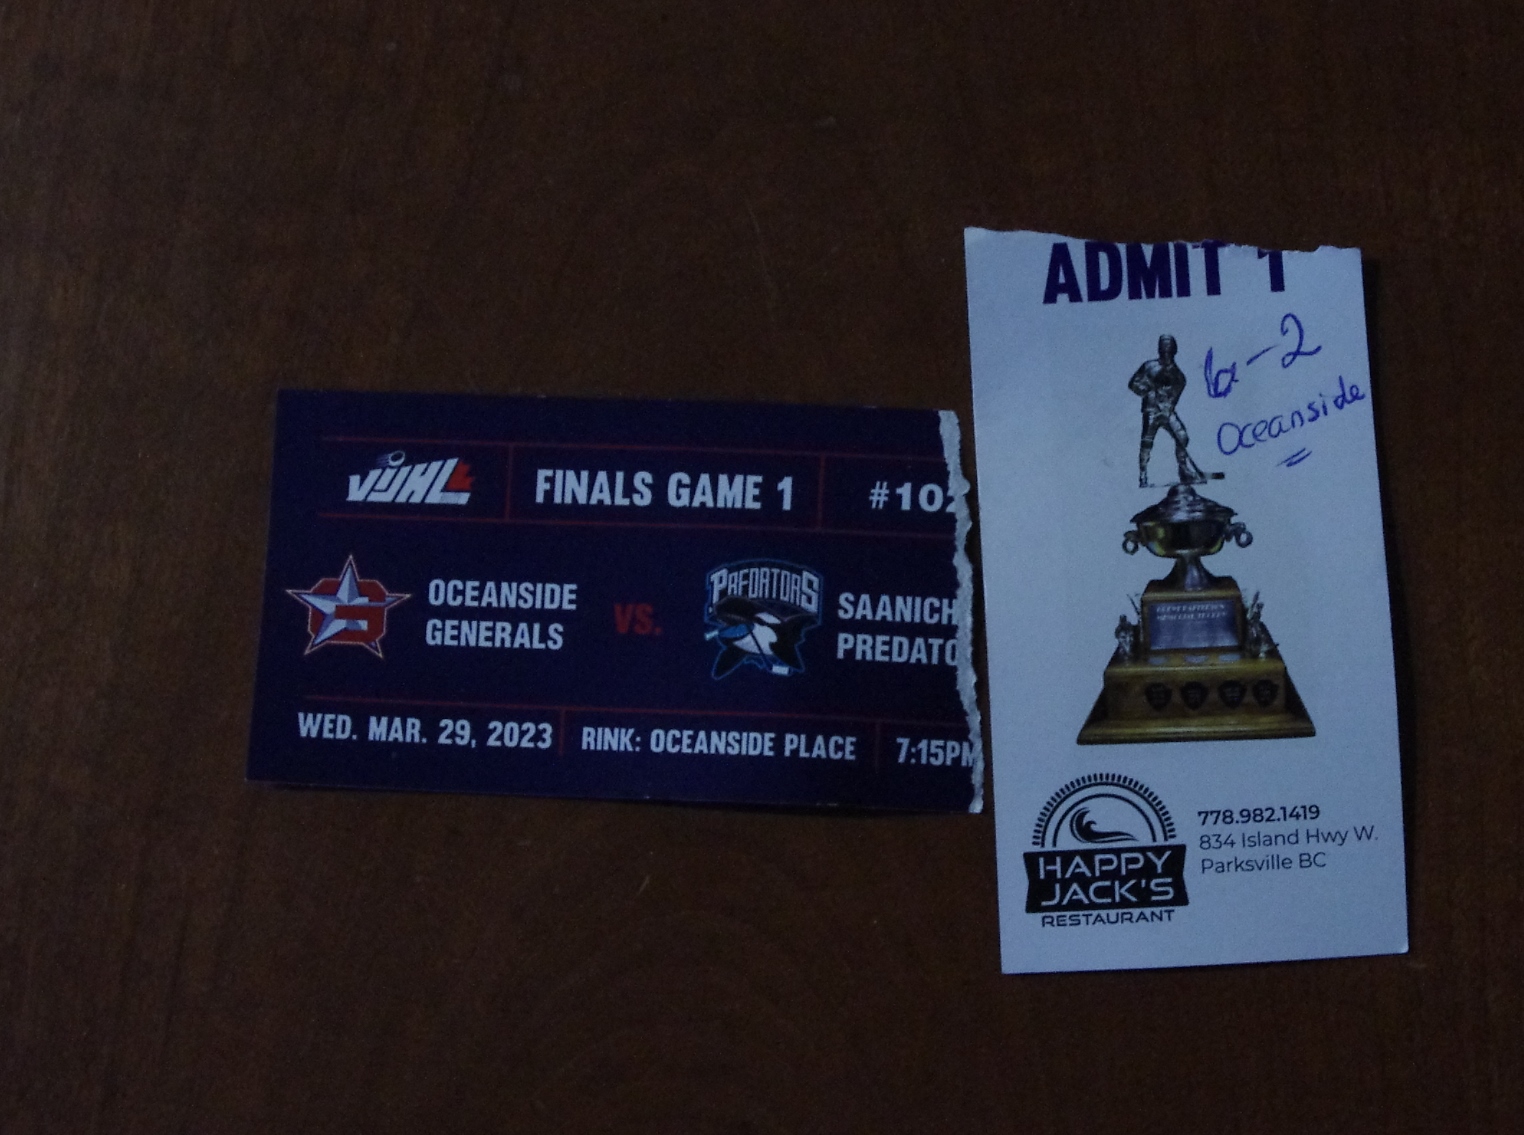 VIJHL
FINALS GAME 1
#102
OCEANSIDE
GENERALS
VS.
PREDATORS
SAANICH
PREDATO
WED. MAR. 29, 2023
RINK: OCEANSIDE PLACE
7:15PM
ADMIT 1
6-2
Oceanside
778.982.1419
834 Island Hwy W.
Parksville BC
HAPPY
JACK'S
RESTAURANT